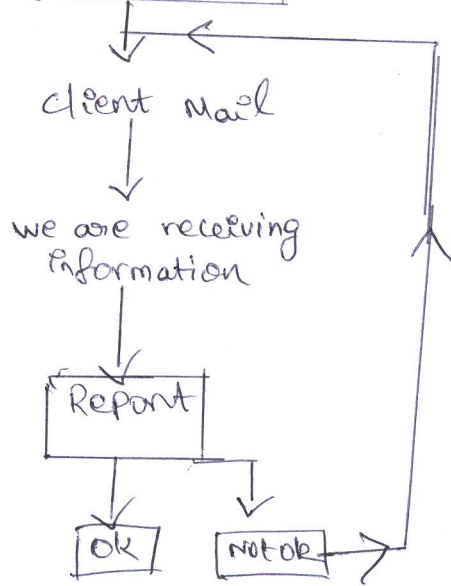 Client Mail
we are receiving
information
Report
OK
Not ok